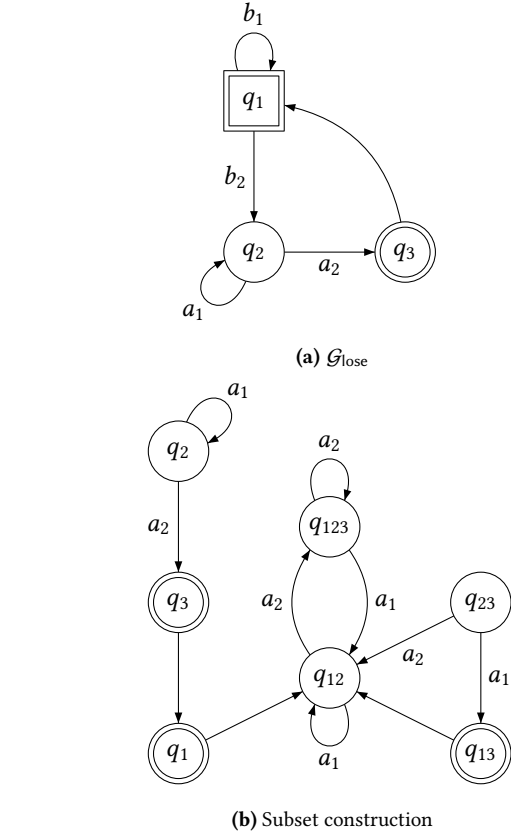 b₁
q₁
b₂
q₂
a₂
q₃
a₁
(a) 𝒢lose
a₁
q₂
a₂
q₁₂₃
a₂
q₃
a₂
a₁
q₂₃
a₂
a₁
q₁₂
q₁
a₁
q₁₃
(b) Subset construction